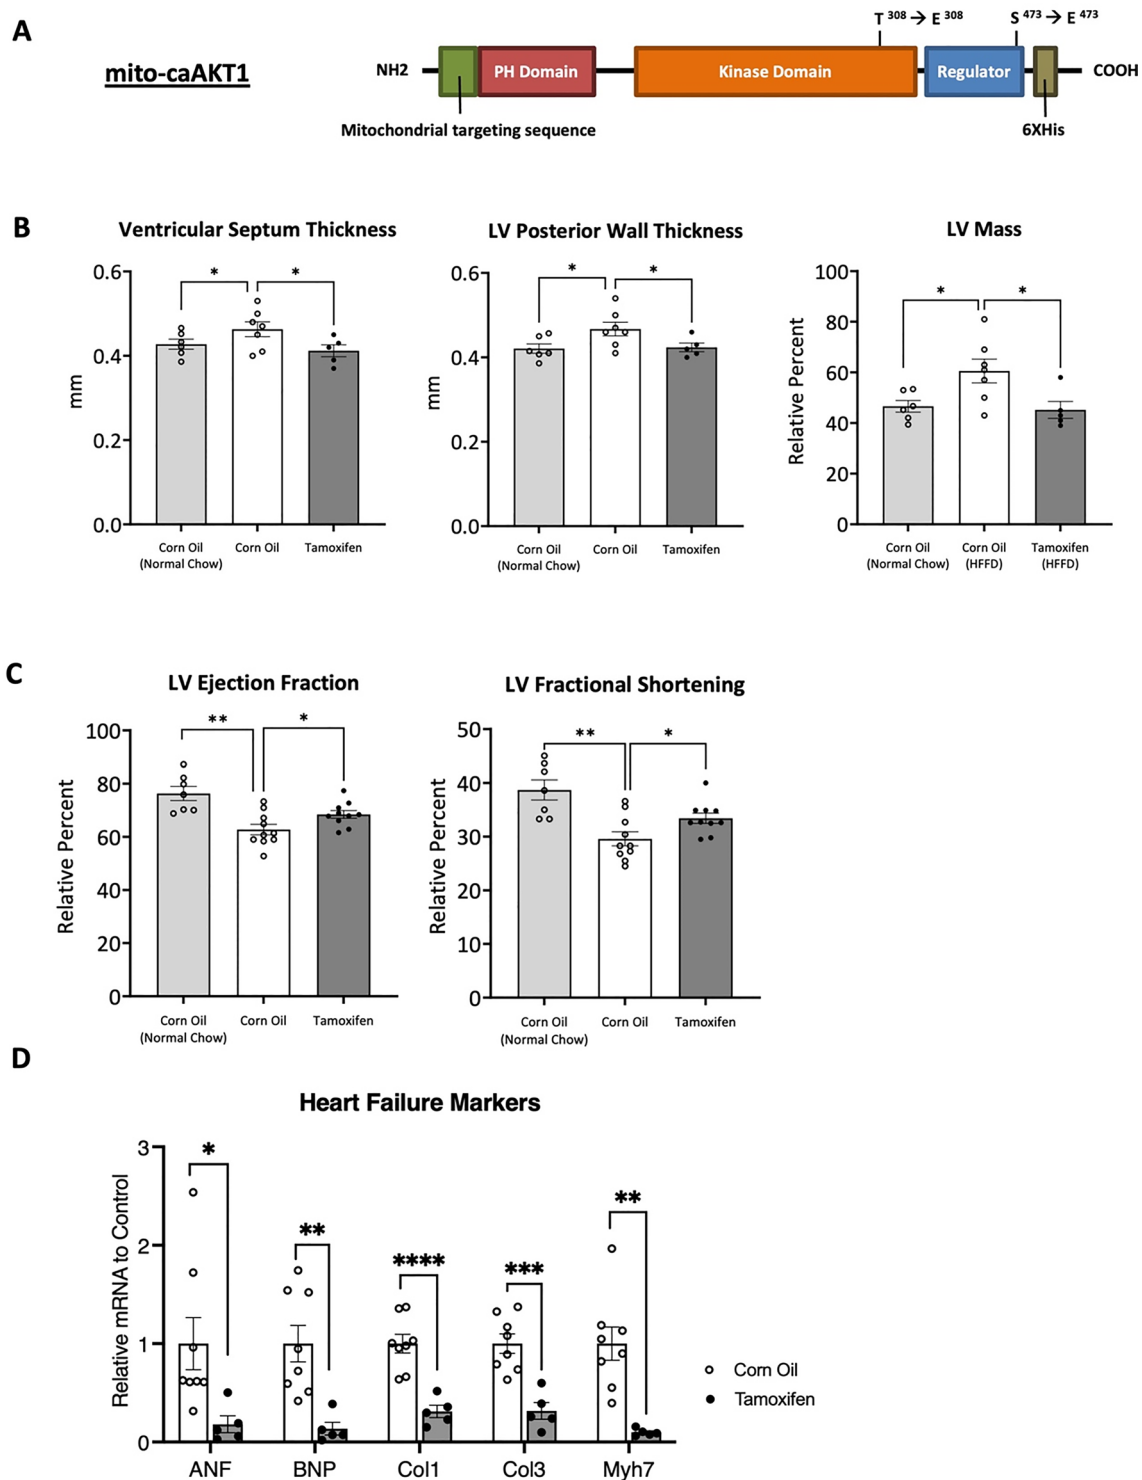 A
mito-caAKT1
T 308 → E 308
S 473 → E 473
NH2
PH Domain
Kinase Domain
Regulator
COOH
Mitochondrial targeting sequence
6XHis
B
Ventricular Septum Thickness
mm
0.6
0.4
0.2
0.0
*
*
Corn Oil
(Normal Chow)
Corn Oil
Tamoxifen
LV Posterior Wall Thickness
mm
0.6
0.4
0.2
0.0
*
*
Corn Oil
(Normal Chow)
Corn Oil
Tamoxifen
LV Mass
Relative Percent
100
80
60
40
20
0
*
*
Corn Oil
(Normal Chow)
Corn Oil
(HFFD)
Tamoxifen
(HFFD)
C
LV Ejection Fraction
Relative Percent
100
80
60
40
20
0
**
*
Corn Oil
(Normal Chow)
Corn Oil
Tamoxifen
LV Fractional Shortening
Relative Percent
50
40
30
20
10
0
**
*
Corn Oil
(Normal Chow)
Corn Oil
Tamoxifen
D
Heart Failure Markers
Relative mRNA to Control
3
2
1
0
*
**
****
***
**
ANF
BNP
Col1
Col3
Myh7
Corn Oil
Tamoxifen